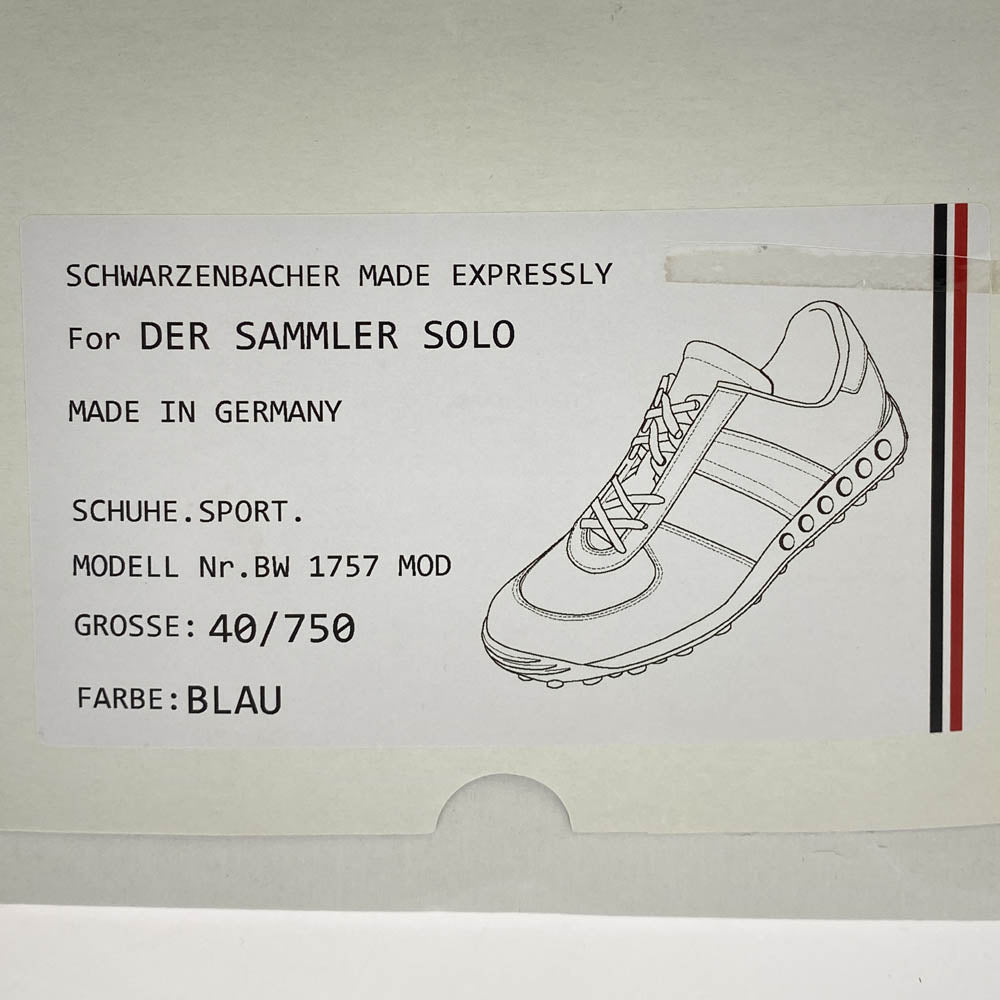 SCHWARZENBACHER MADE EXPRESSLY
For DER SAMMLER SOLO
MADE IN GERMANY
SCHUHE.SPORT.
MODELL Nr.BW 1757 MOD
GROSSE: 40/750
FARBE:BLAU